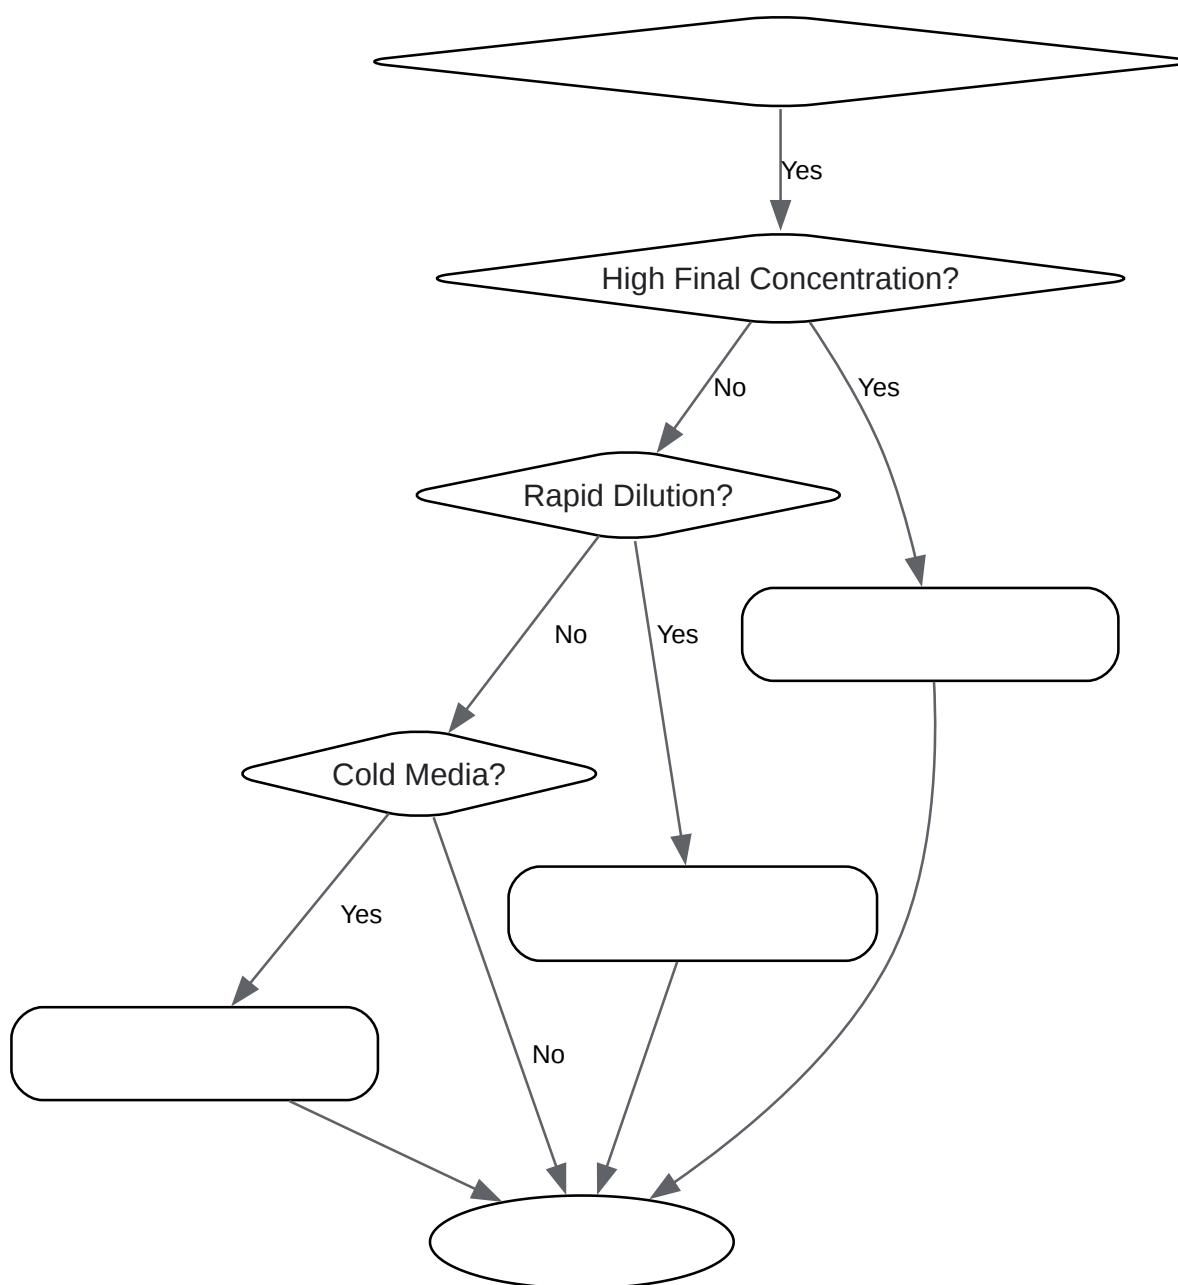 Yes
High Final Concentration?
No
Yes
Rapid Dilution?
No
Yes
Cold Media?
Yes
No